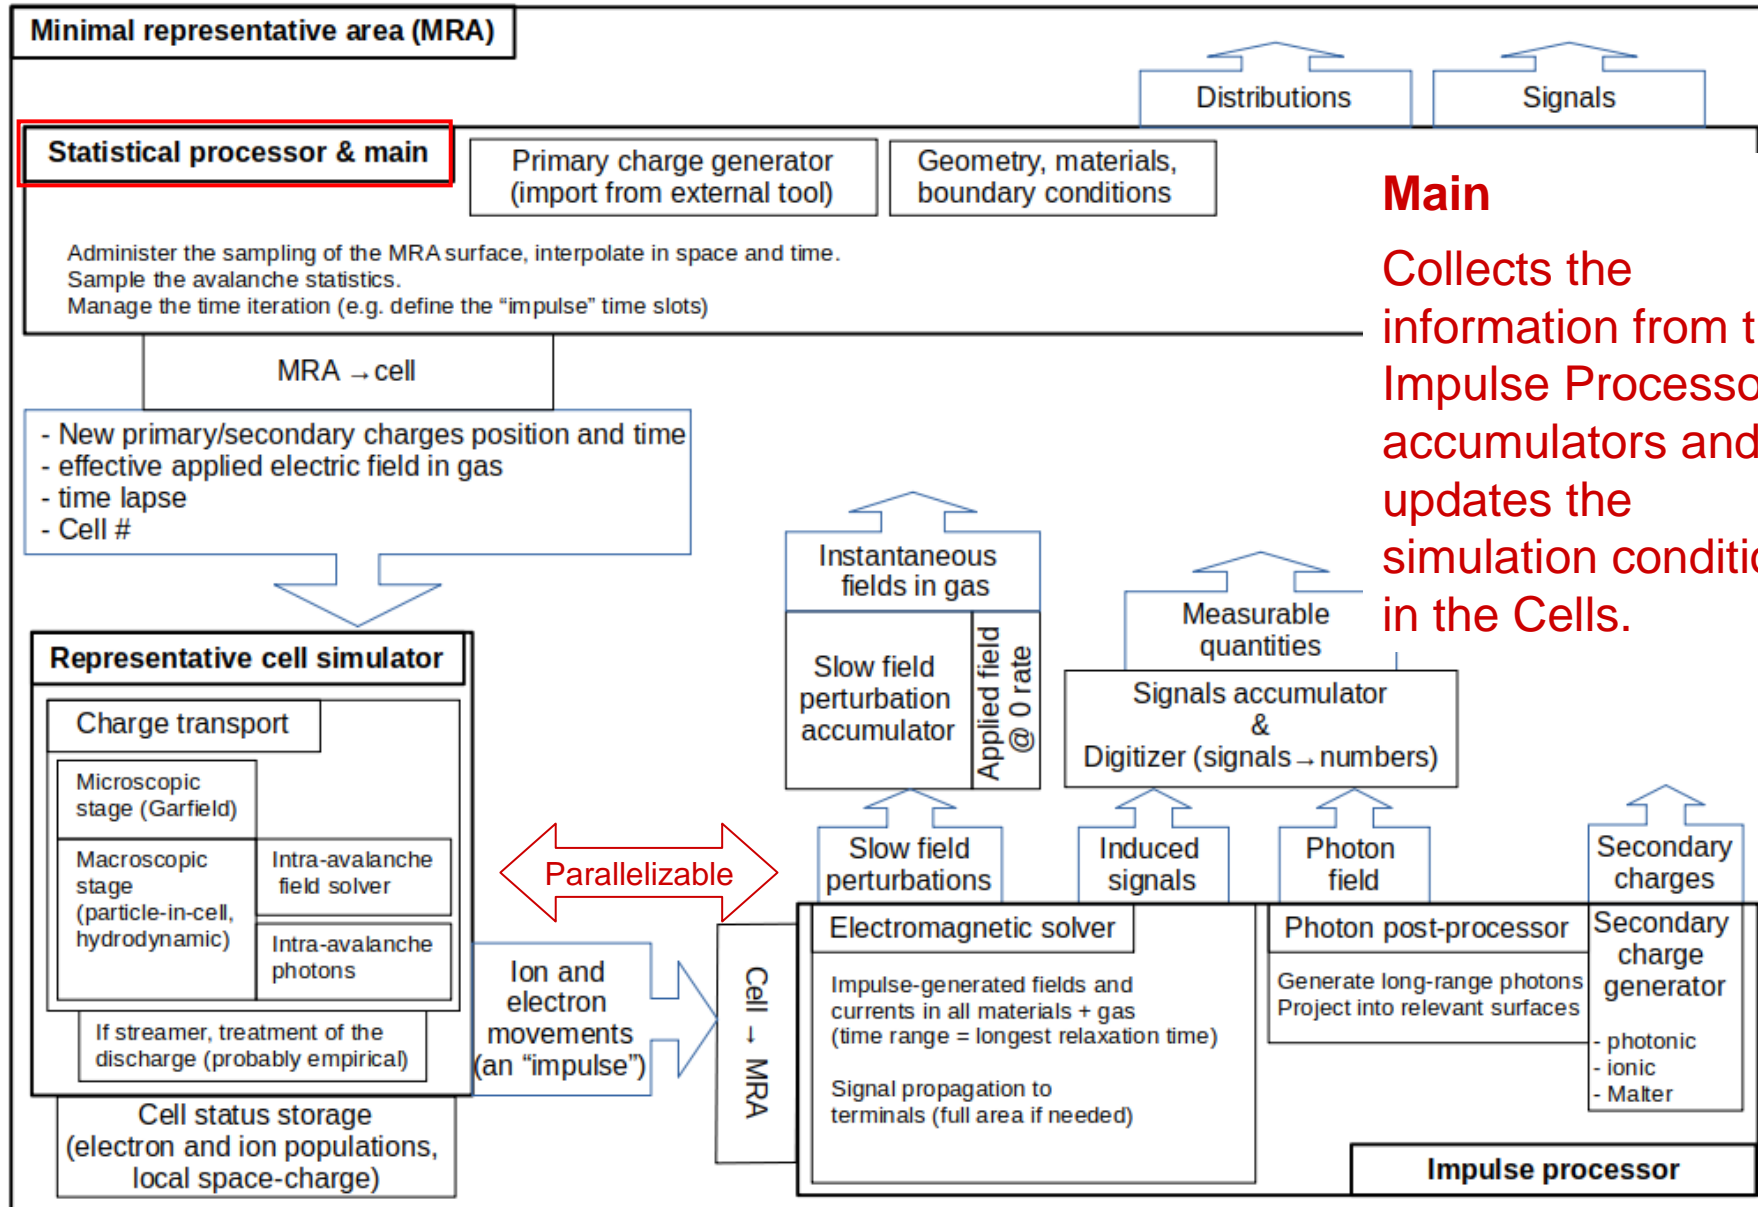 Minimal representative area (MRA)
Distributions
Signals
Statistical processor & main
Primary charge generator
(import from external tool)
Geometry, materials,
boundary conditions
Administer the sampling of the MRA surface, interpolate in space and time.
Sample the avalanche statistics.
Manage the time iteration (e.g. define the “impulse” time slots)
Main
Collects the
information from t
Impulse Processo
accumulators and
updates the
simulation conditio
in the Cells.
MRA →cell
- New primary/secondary charges position and time
- effective applied electric field in gas
- time lapse
- Cell #
Instantaneous
fields in gas
Slow field
perturbation
accumulator
Applied field
@ 0 rate
Measurable
quantities
Signals accumulator
&
Digitizer (signals→numbers)
Representative cell simulator
Charge transport
Microscopic
stage (Garfield)
Macroscopic
stage
(particle-in-cell,
hydrodynamic)
Intra-avalanche
field solver
Intra-avalanche
photons
If streamer, treatment of the
discharge (probably empirical)
Cell status storage
(electron and ion populations,
local space-charge)
Parallelizable
Ion and
electron
movements
(an “impulse”)
Cell → MRA
Slow field
perturbations
Induced
signals
Photon
field
Secondary
charges
Electromagnetic solver
Impulse-generated fields and
currents in all materials + gas
(time range = longest relaxation time)
Signal propagation to
terminals (full area if needed)
Photon post-processor
Generate long-range photons
Project into relevant surfaces
Secondary
charge
generator
- photonic
- ionic
- Malter
Impulse processor